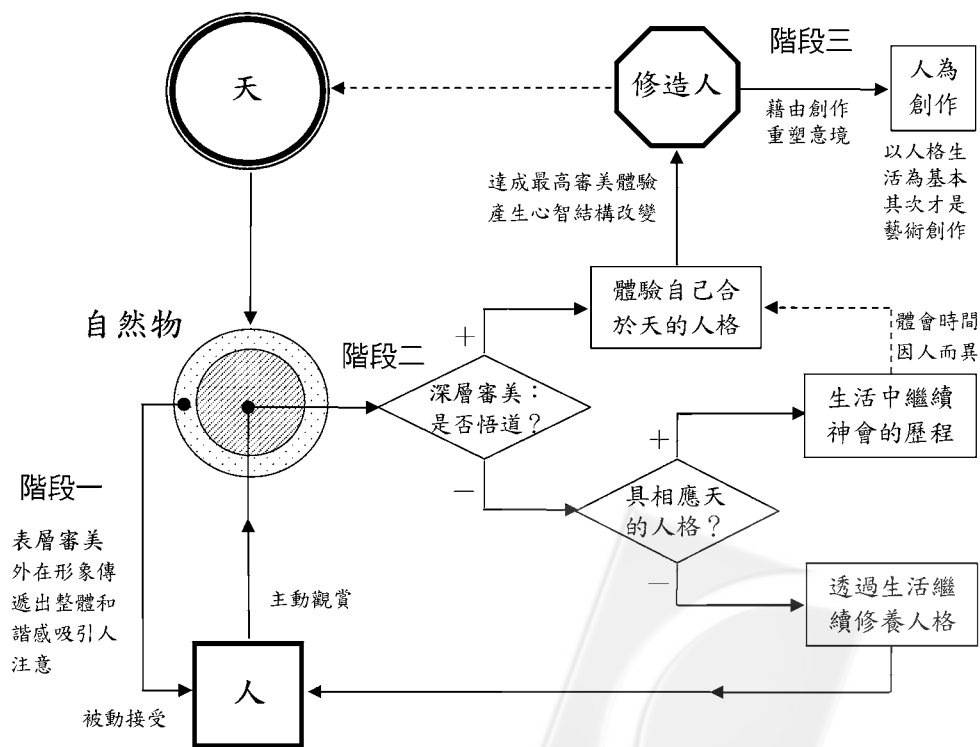 天
修造人
階段三
藉由創作
重塑意境
人為
創作
以人格生
活為基本
其次才是
藝術創作
達成最高審美體驗
產生心智結構改變
體驗自己合
於天的人格
體會時間
因人而異
自然物
階段二
+
深層審美：
是否悟道？
－
+
生活中繼續
神會的歷程
具相應天
的人格？
－
透過生活繼
續修養人格
階段一
表層審美
外在形象傳
遞出整體和
諧感吸引人
注意
主動觀賞
人
被動接受